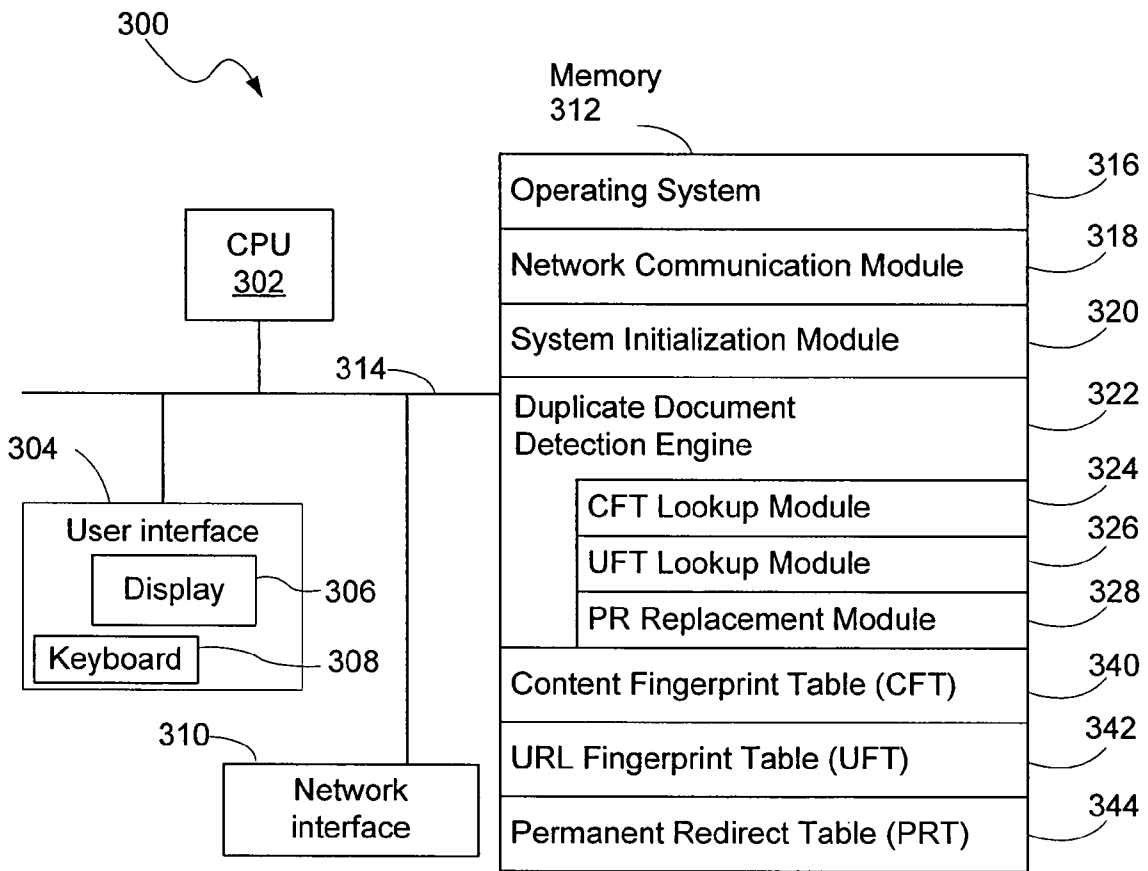 300
Memory
312
Operating System
316
Network Communication Module
318
System Initialization Module
320
CPU
302
314
Duplicate Document
Detection Engine
322
CFT Lookup Module
324
UFT Lookup Module
326
PR Replacement Module
328
Content Fingerprint Table (CFT)
340
URL Fingerprint Table (UFT)
342
Permanent Redirect Table (PRT)
344
304
User interface
Display
306
Keyboard
308
310
Network
interface